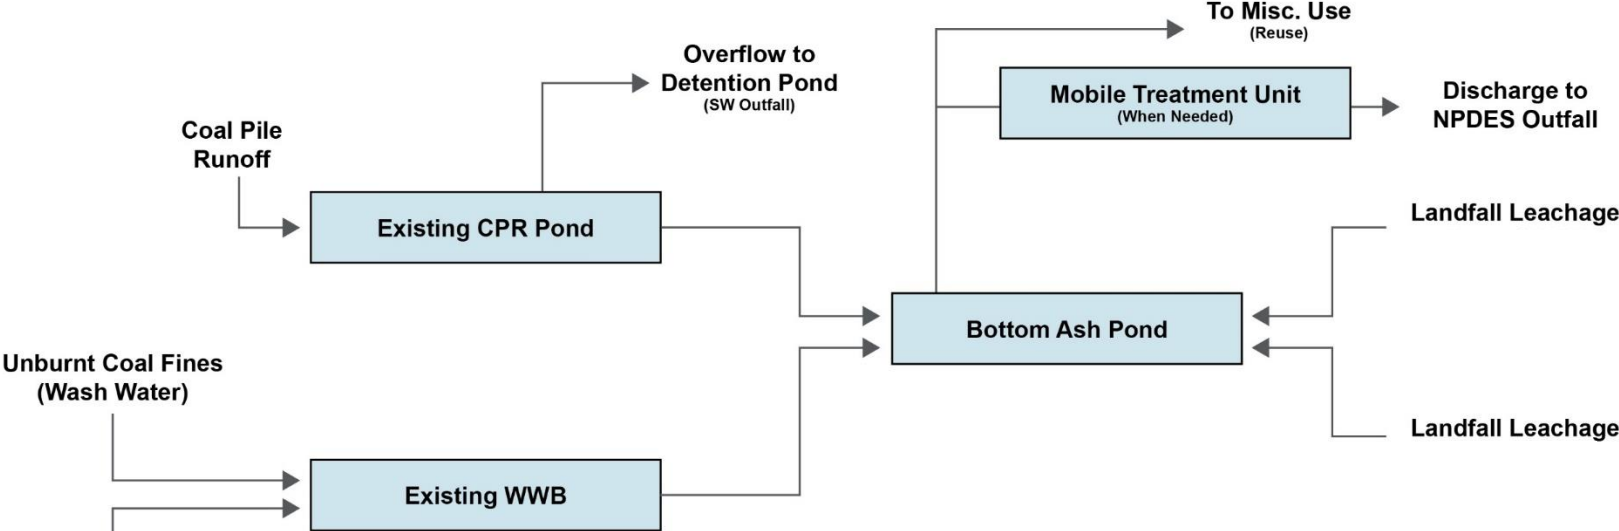 To Misc. Use
(Reuse)
Overflow to
Detention Pond
(SW Outfall)
Mobile Treatment Unit
(When Needed)
Discharge to
NPDES Outfall
Coal Pile
Runoff
Existing CPR Pond
Landfall Leachage
Bottom Ash Pond
Unburnt Coal Fines
(Wash Water)
Landfall Leachage
Existing WWB